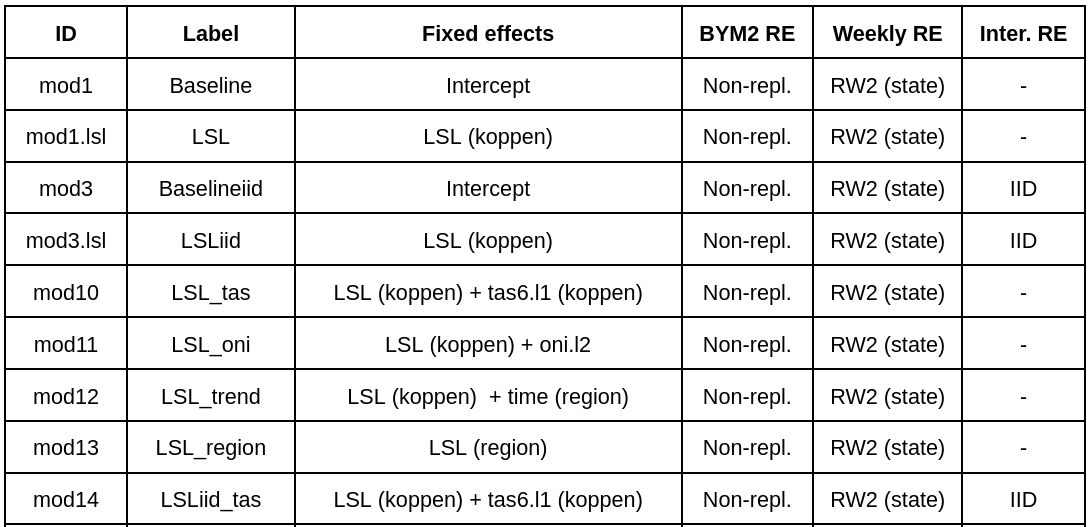 ID Label Fixed effects BYM2 RE Weekly RE Inter. RE
mod1 Baseline Intercept Non-repl. RW2 (state) -
mod1.lsl LSL LSL (koppen) Non-repl. RW2 (state) -
mod3 Baselineiid Intercept Non-repl. RW2 (state) IID
mod3.lsl LSLiid LSL (koppen) Non-repl. RW2 (state) IID
mod10 LSL_tas LSL (koppen) + tas6.l1 (koppen) Non-repl. RW2 (state) -
mod11 LSL_oni LSL (koppen) + oni.l2 Non-repl. RW2 (state) -
mod12 LSL_trend LSL (koppen)  + time (region) Non-repl. RW2 (state) -
mod13 LSL_region LSL (region) Non-repl. RW2 (state) -
mod14 LSLiid_tas LSL (koppen) + tas6.l1 (koppen) Non-repl. RW2 (state) IID